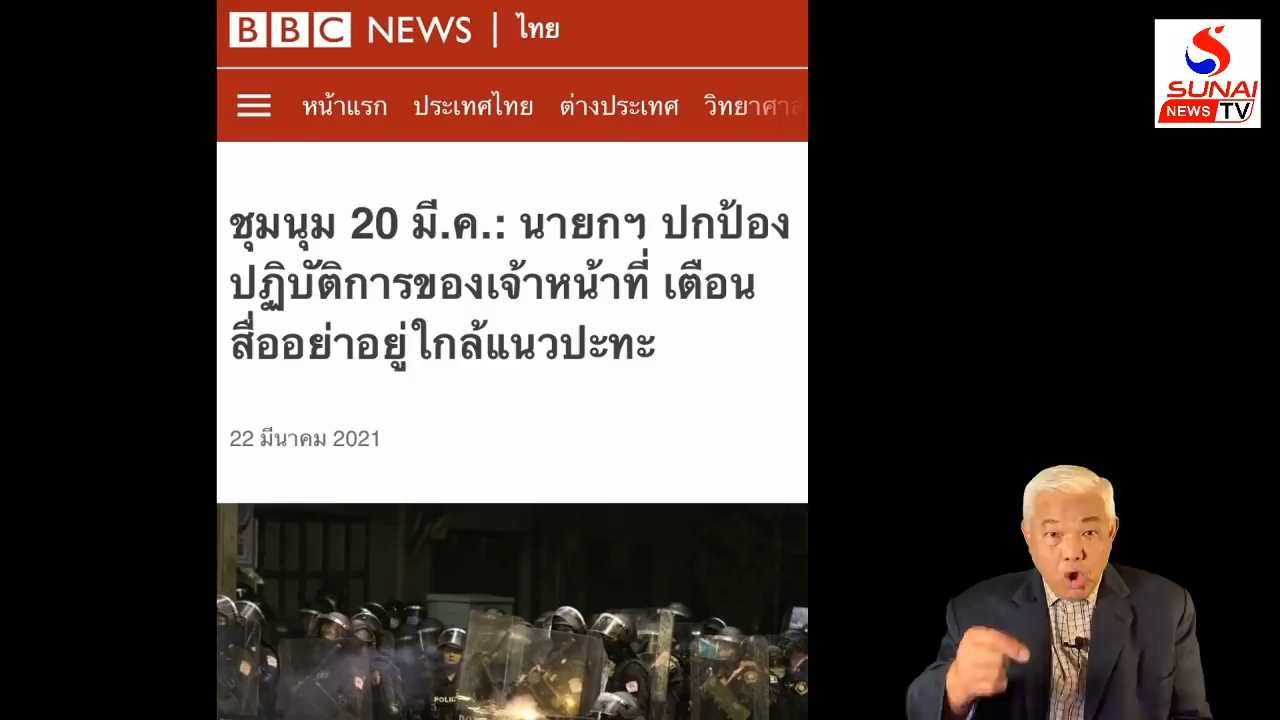 BBC NEWS | ไทย
SUNAI
NEWS TV
หน้าแรก ประเทศไทย ต่างประเทศ
ชุมนุม 20 มี.ค.: นายกฯ ปกป้อง
ปฏิบัติการของเจ้าหน้าที่ เตือน
สื่ออย่าอยู่ใกล้แนวปะทะ
22 มีนาคม 2021